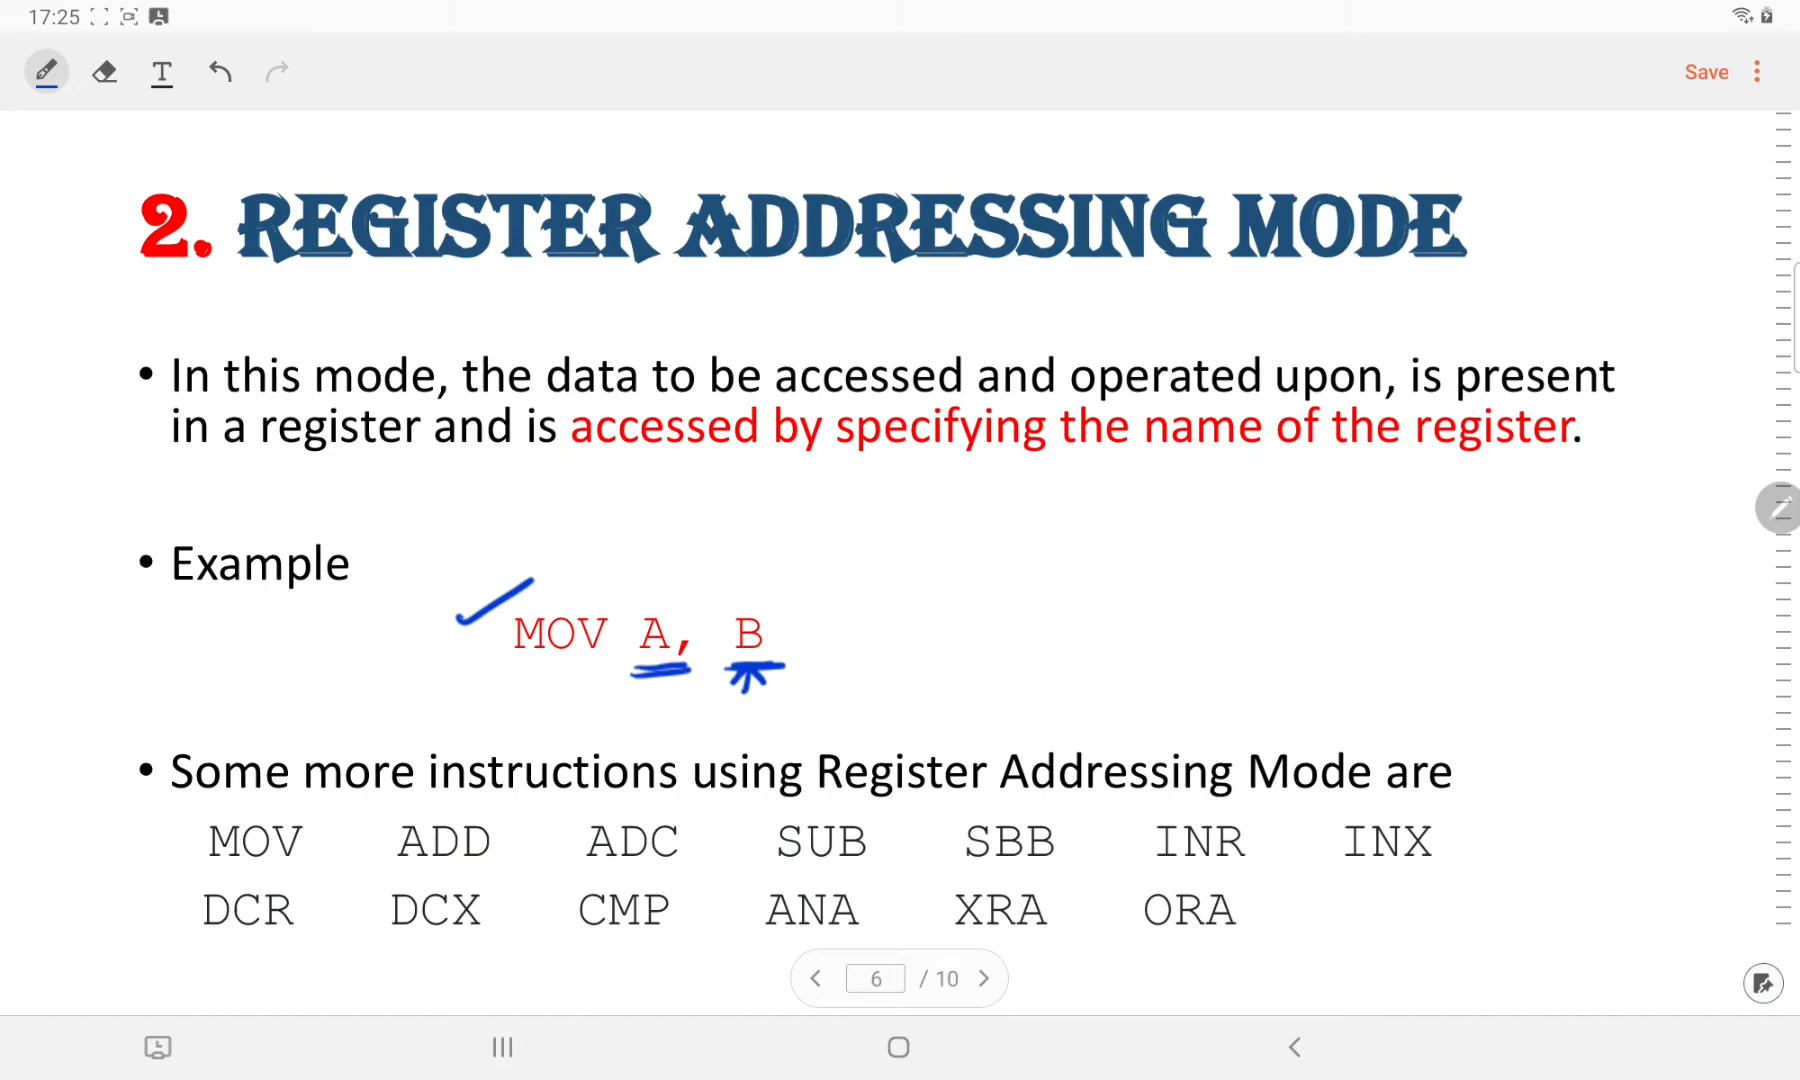 17:25
Save
2. REGISTER ADDRESSING MODE
• In this mode, the data to be accessed and operated upon, is present
in a register and is accessed by specifying the name of the register.
• Example
MOV A, B
• Some more instructions using Register Addressing Mode are
MOV ADD ADC SUB SBB INR INX
DCR DCX CMP ANA XRA ORA
6 / 10